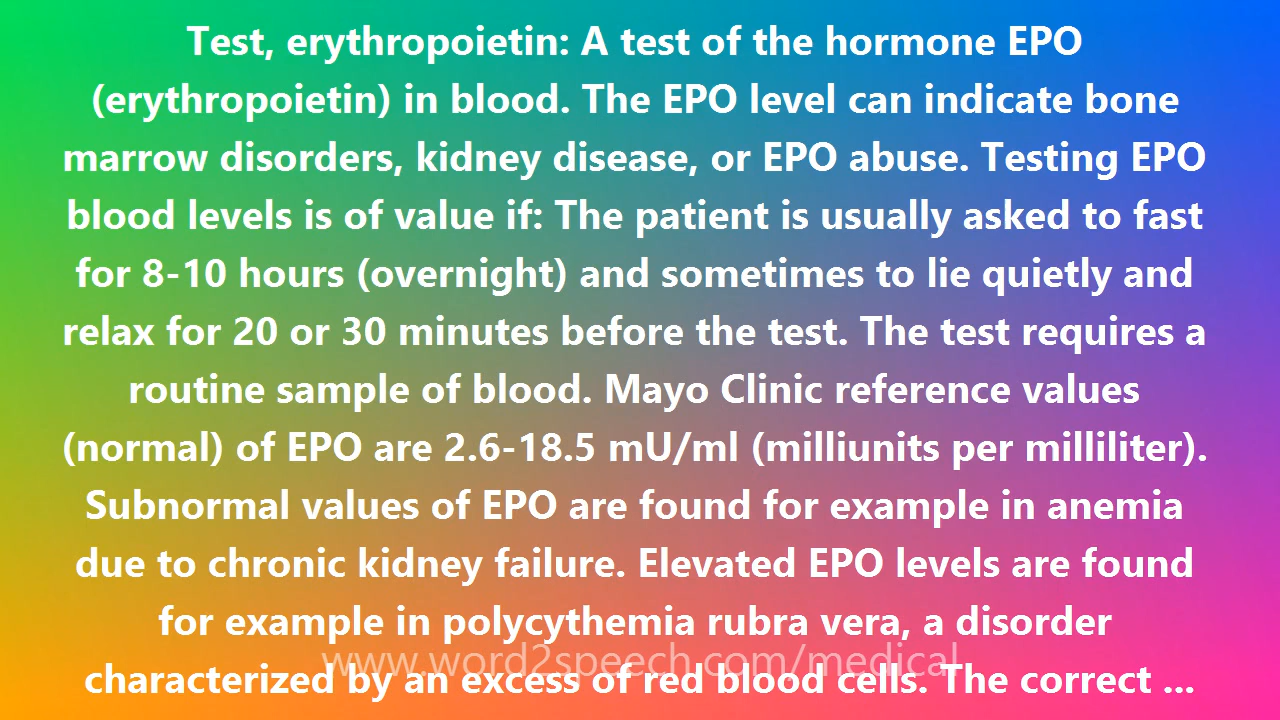 Test, erythropoietin: A test of the hormone EPO
(erythropoietin) in blood. The EPO level can indicate bone
marrow disorders, kidney disease, or EPO abuse. Testing EPO
blood levels is of value if: The patient is usually asked to fast
for 8-10 hours (overnight) and sometimes to lie quietly and
relax for 20 or 30 minutes before the test. The test requires a
routine sample of blood. Mayo Clinic reference values
(normal) of EPO are 2.6-18.5 mU/ml (milliunits per milliliter).
Subnormal values of EPO are found for example in anemia
due to chronic kidney failure. Elevated EPO levels are found
for example in polycythemia rubra vera, a disorder
www.word2speech.com/medical
characterized by an excess of red blood cells. The correct ...